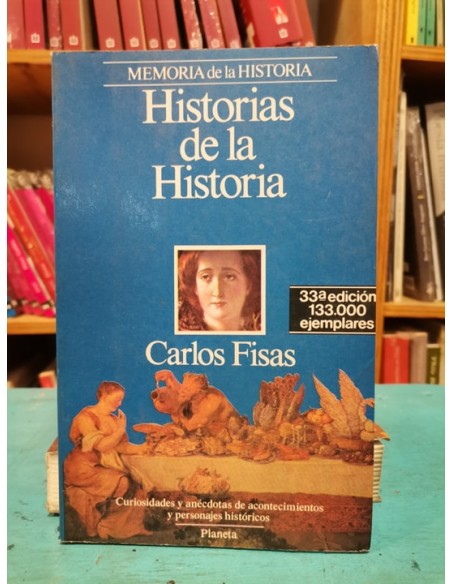 MEMORIA de la HISTORIA
Historias
de la
Historia
33ª edición
133.000
ejemplares
Carlos Fisas
Curiosidades y anécdotas de acontecimientos
y personajes históricos
Planeta